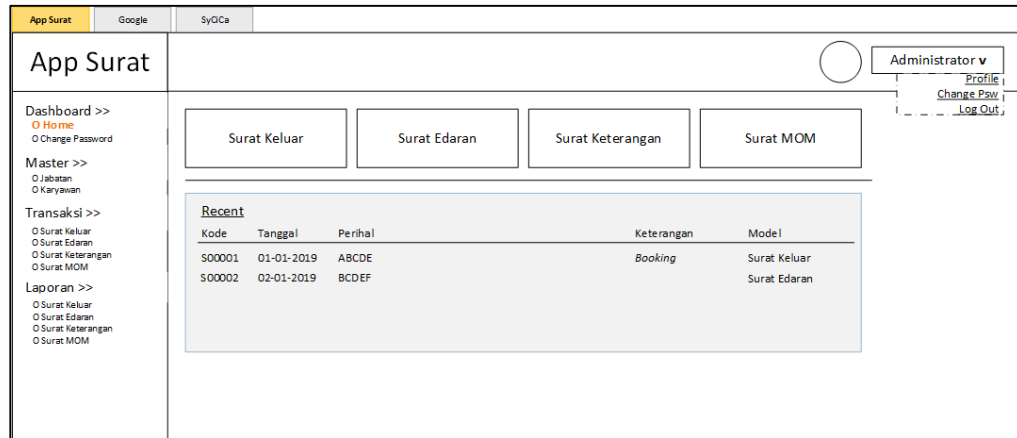 App Surat Google SyCiCa
App Surat
Administrator v
Profile
Change Psw
Log Out
Dashboard >>
O Home
O Change Password
Master >>
O Jabatan
O Karyawan
Transaksi >>
O Surat Keluar
O Surat Edaran
O Surat Keterangan
O Surat MOM
Laporan >>
O Surat Keluar
O Surat Edaran
O Surat Keterangan
O Surat MOM
Surat Keluar Surat Edaran Surat Keterangan Surat MOM
Recent
Kode Tanggal Perihal Keterangan Model
S00001 01-01-2019 ABCDE Booking Surat Keluar
S00002 02-01-2019 BCDEF Surat Edaran